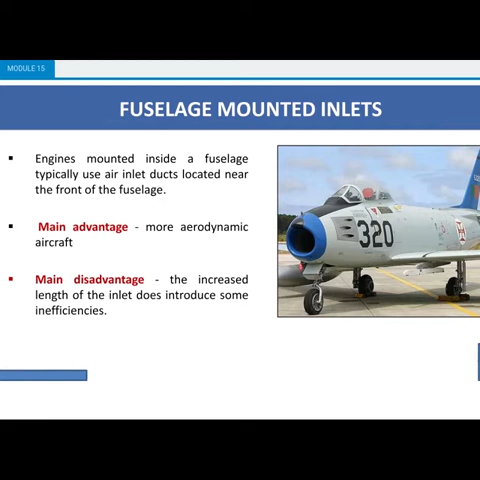 MODULE 15
FUSELAGE MOUNTED INLETS
▪ Engines mounted inside a fuselage
typically use air inlet ducts located near
the front of the fuselage.
▪ Main advantage - more aerodynamic
aircraft
▪ Main disadvantage - the increased
length of the inlet does introduce some
inefficiencies.
320